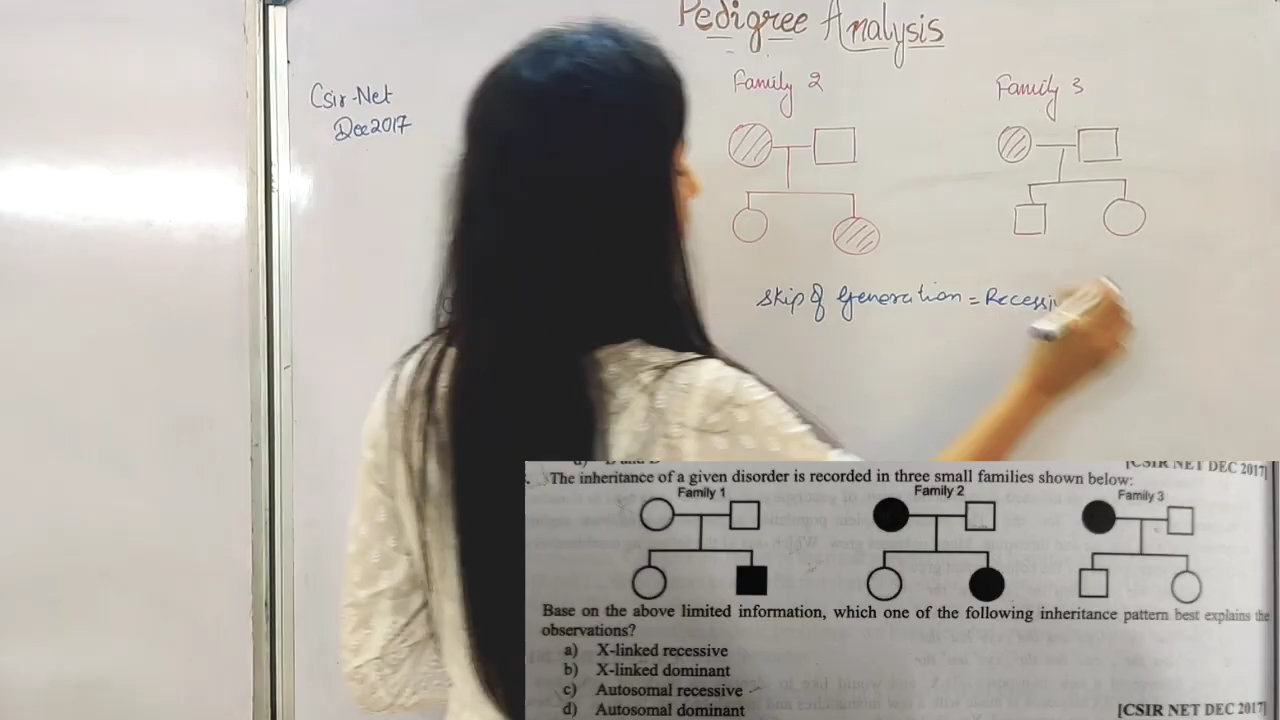 Pedigree Analysis
Csir-Net
Dec 2017
Family 2
Family 3
Skip of Generation = Recessi
[CSIR NET DEC 2017]
The inheritance of a given disorder is recorded in three small families shown below:
Family 1
Family 2
Family 3
Base on the above limited information, which one of the following inheritance pattern best explains the
observations?
a) X-linked recessive
b) X-linked dominant
c) Autosomal recessive
d) Autosomal dominant
[CSIR NET DEC 2017]